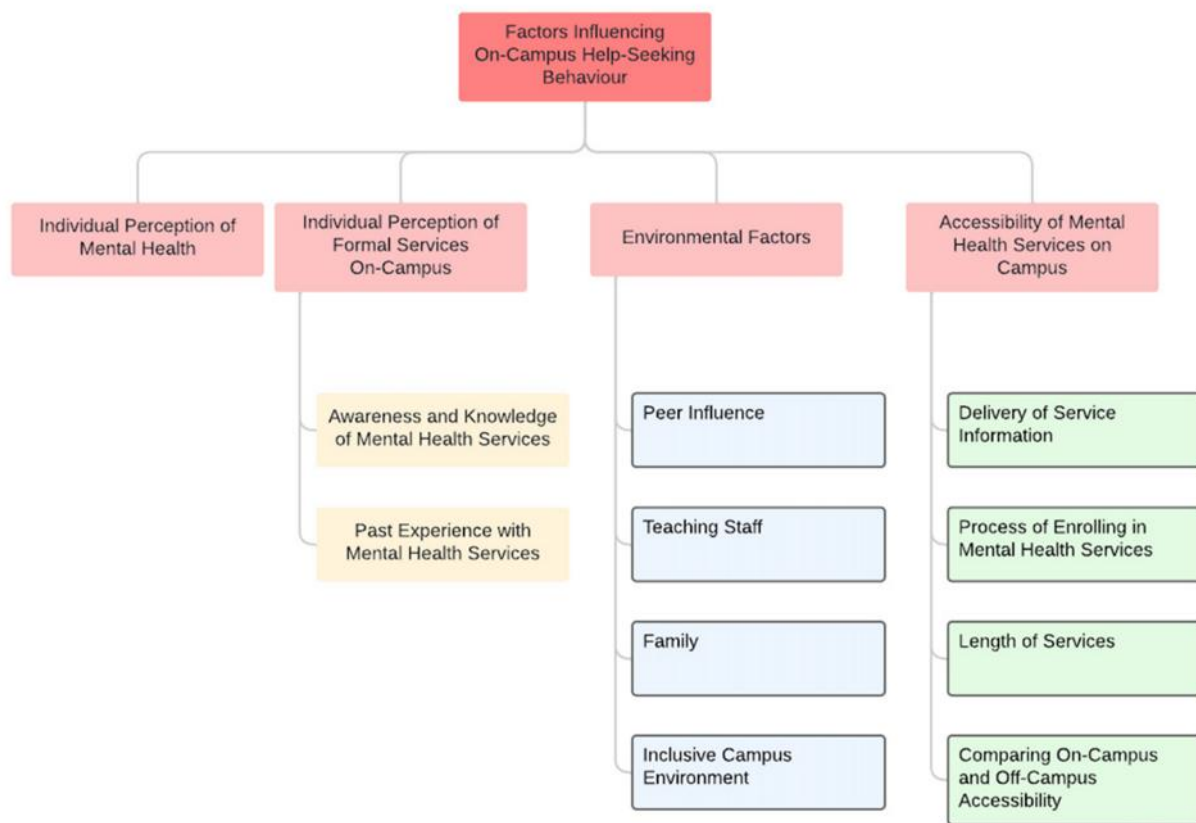 Factors Influencing
On-Campus Help-Seeking
Behaviour
Individual Perception of
Mental Health
Individual Perception of
Formal Services
On-Campus
Environmental Factors
Accessibility of Mental
Health Services on
Campus
Awareness and Knowledge
of Mental Health Services
Past Experience with
Mental Health Services
Peer Influence
Teaching Staff
Family
Inclusive Campus
Environment
Delivery of Service
Information
Process of Enrolling in
Mental Health Services
Length of Services
Comparing On-Campus
and Off-Campus
Accessibility